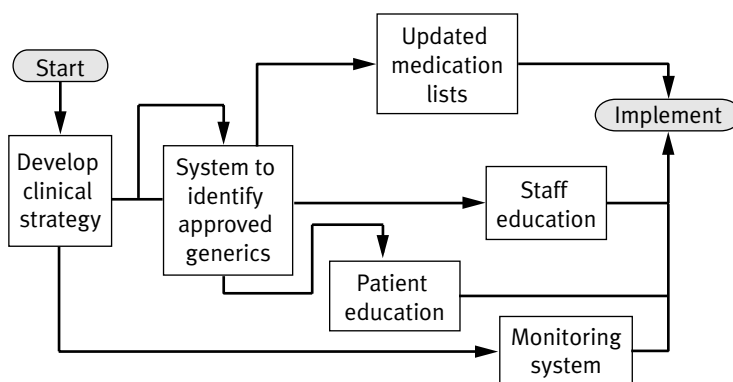 Start
Develop
clinical
strategy
System to
identify
approved
generics
Updated
medication
lists
Implement
Staff
education
Patient
education
Monitoring
system